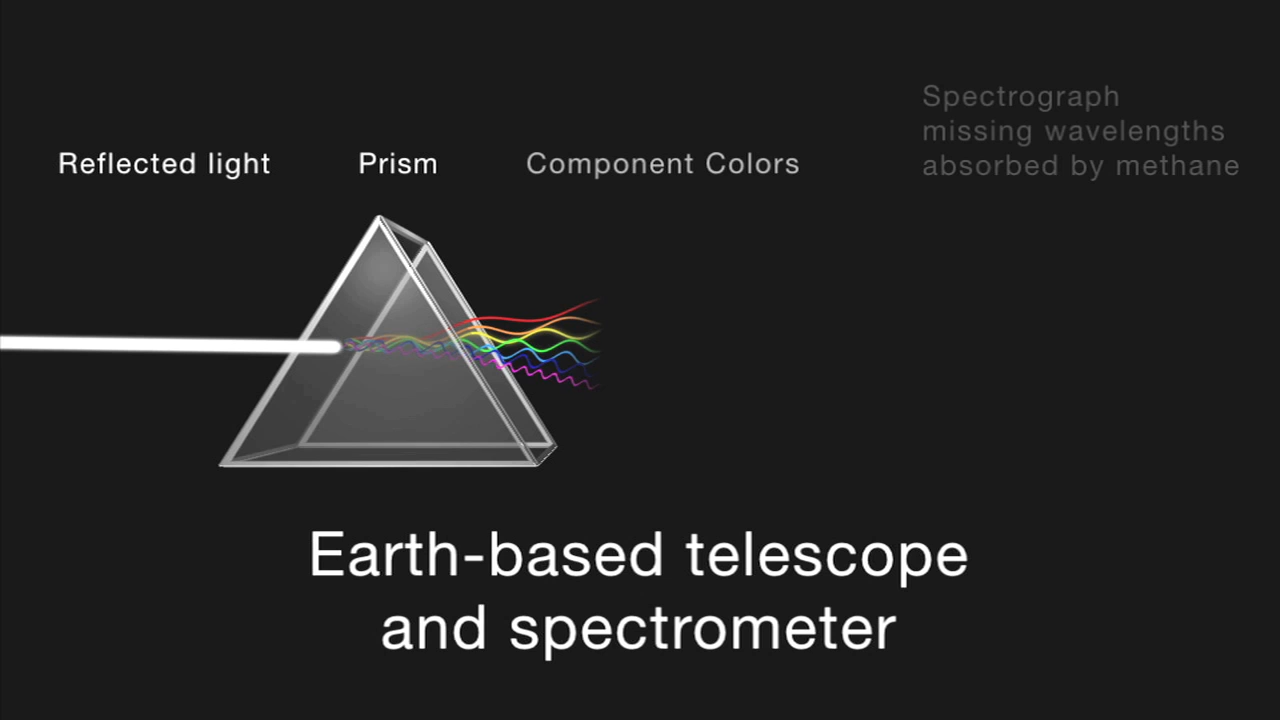 Reflected light
Prism
Component Colors
Spectrograph
missing wavelengths
absorbed by methane
Earth-based telescope
and spectrometer